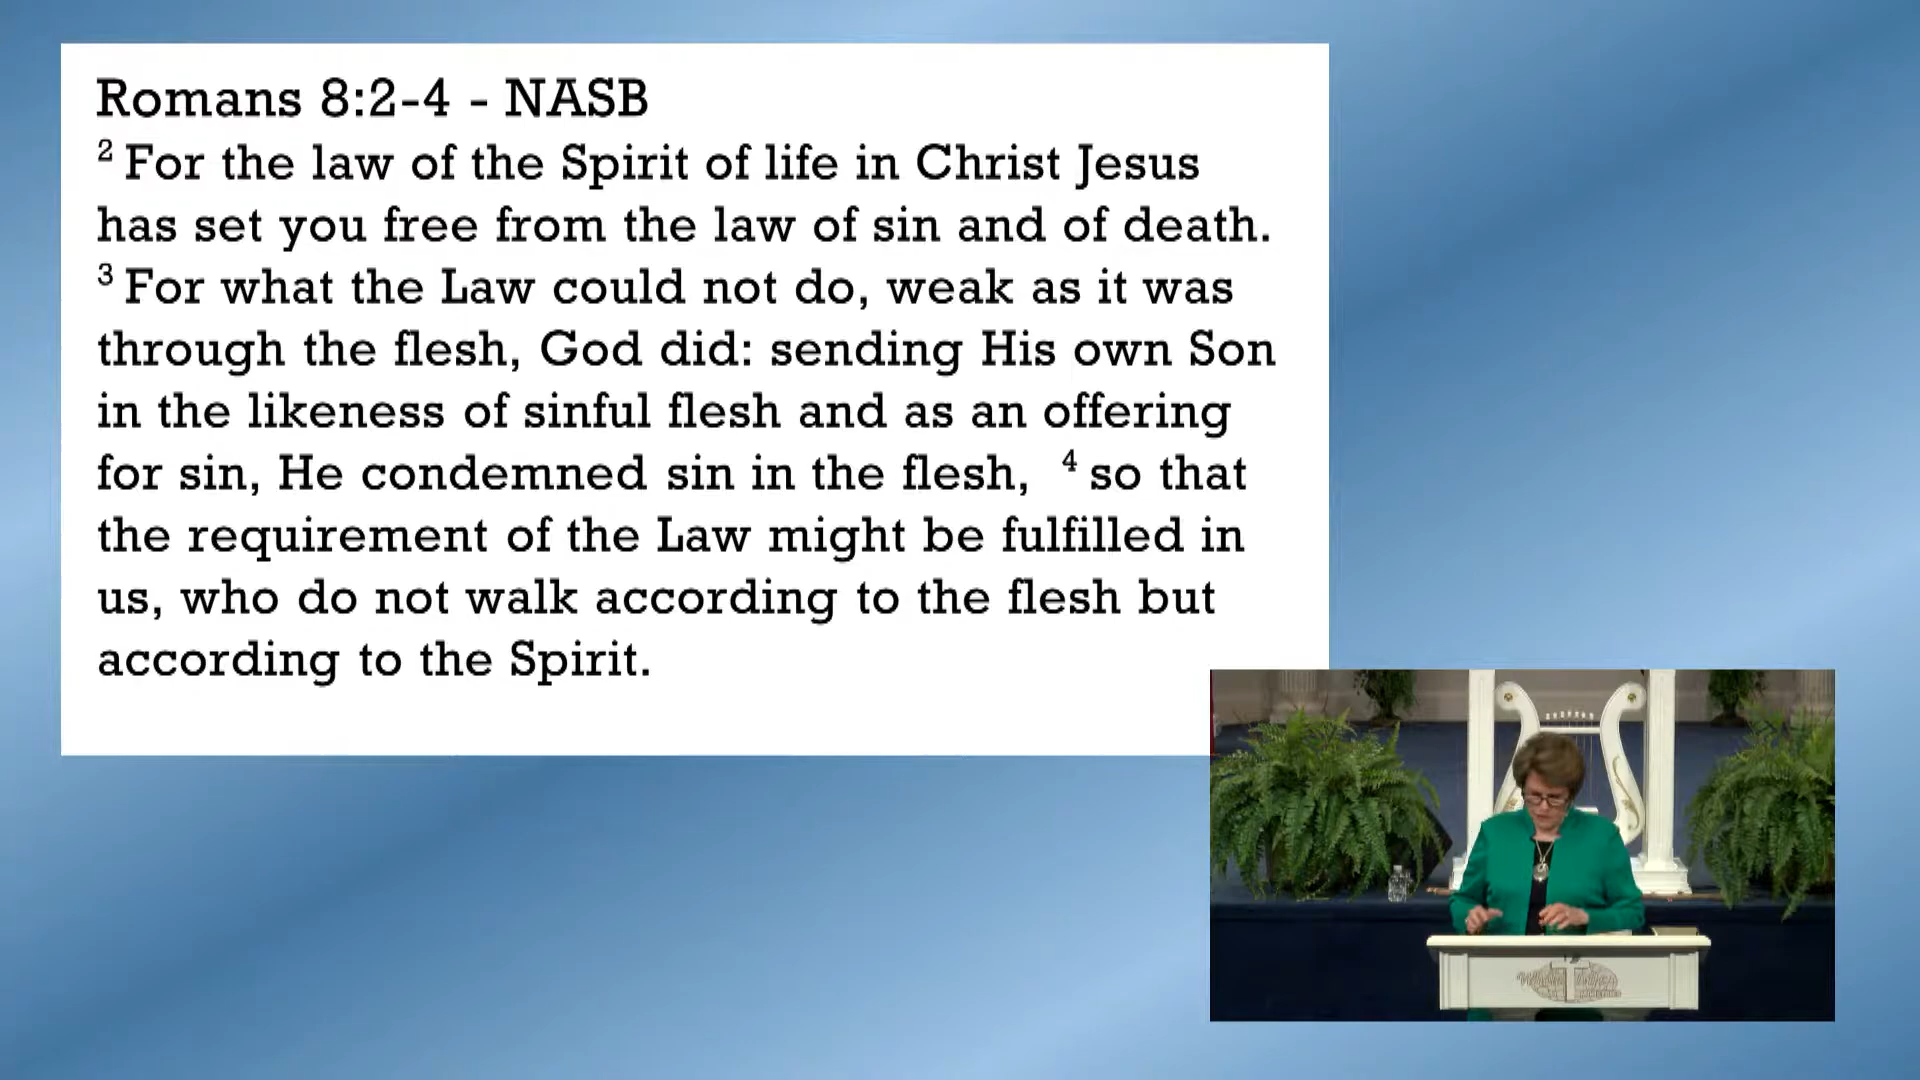 Romans 8:2-4 - NASB
² For the law of the Spirit of life in Christ Jesus
has set you free from the law of sin and of death.
³ For what the Law could not do, weak as it was
through the flesh, God did: sending His own Son
in the likeness of sinful flesh and as an offering
for sin, He condemned sin in the flesh,  ⁴ so that
the requirement of the Law might be fulfilled in
us, who do not walk according to the flesh but
according to the Spirit.